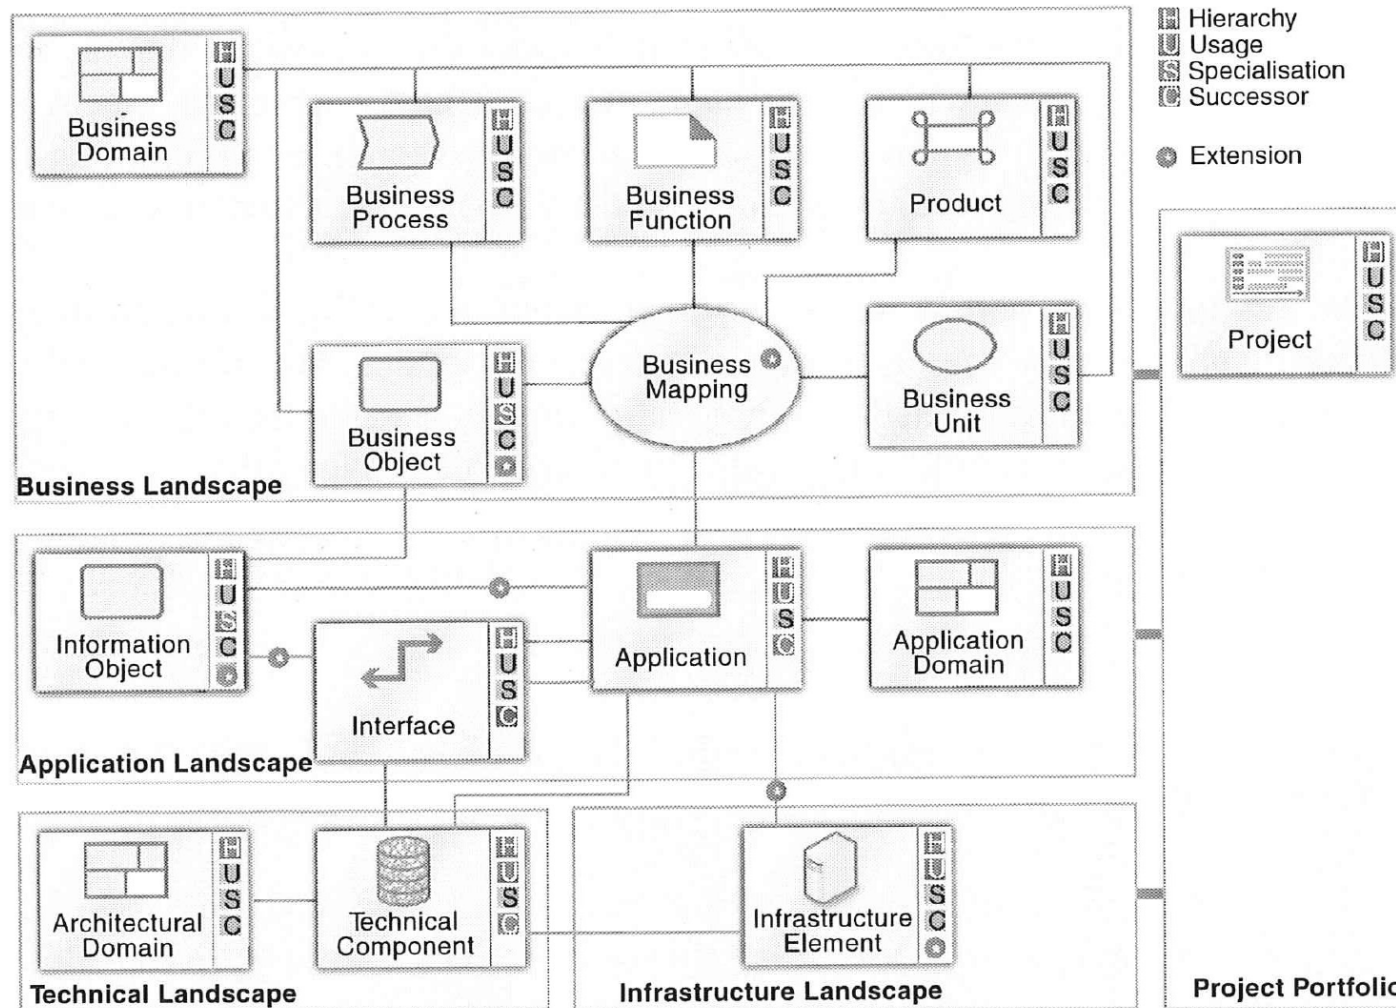 Hierarchy
Usage
Specialisation
Successor
Extension
Business
Domain
H
U
S
C
Business
Process
H
U
S
C
Business
Function
H
U
S
C
Product
H
U
S
C
Business
Object
H
U
S
C
Business
Mapping
Business
Unit
H
U
S
C
Project
H
U
S
C
Business Landscape
Information
Object
H
U
S
C
Interface
H
U
S
C
Application
H
U
S
C
Application
Domain
H
U
S
C
Application Landscape
Architectural
Domain
H
U
S
C
Technical
Component
H
U
S
C
Infrastructure
Element
H
U
S
C
Technical Landscape
Infrastructure Landscape
Project Portfolio